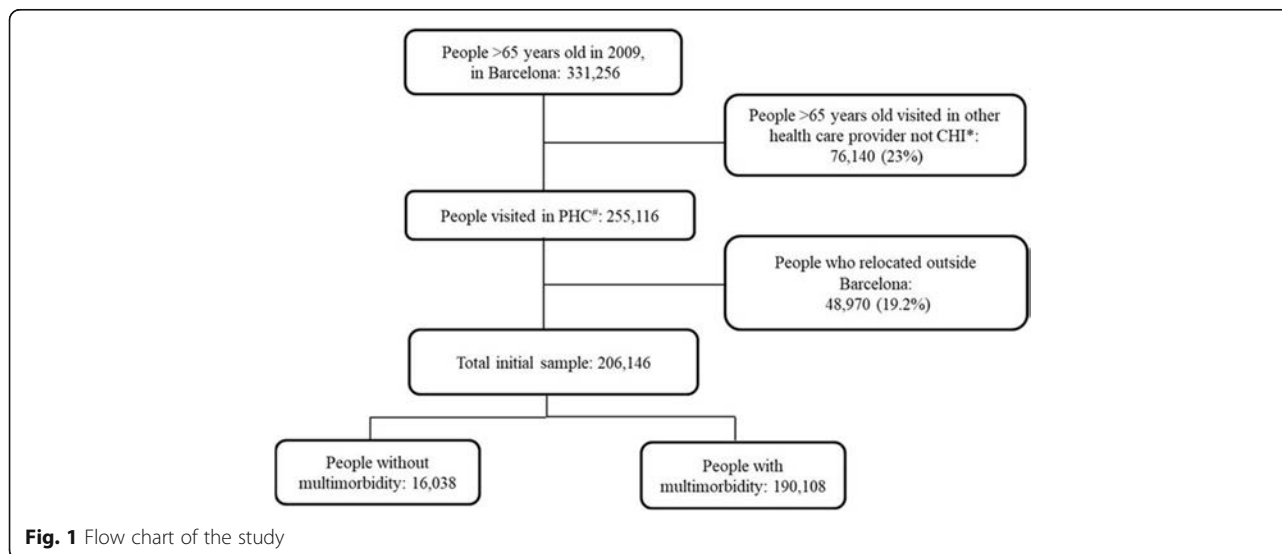 People >65 years old in 2009,
in Barcelona: 331,256
People >65 years old visited in other
health care provider not CHI*:
76,140 (23%)
People visited in PHC#: 255,116
People who relocated outside
Barcelona:
48,970 (19.2%)
Total initial sample: 206,146
People without
multimorbidity: 16,038
People with
multimorbidity: 190,108
Fig. 1 Flow chart of the study